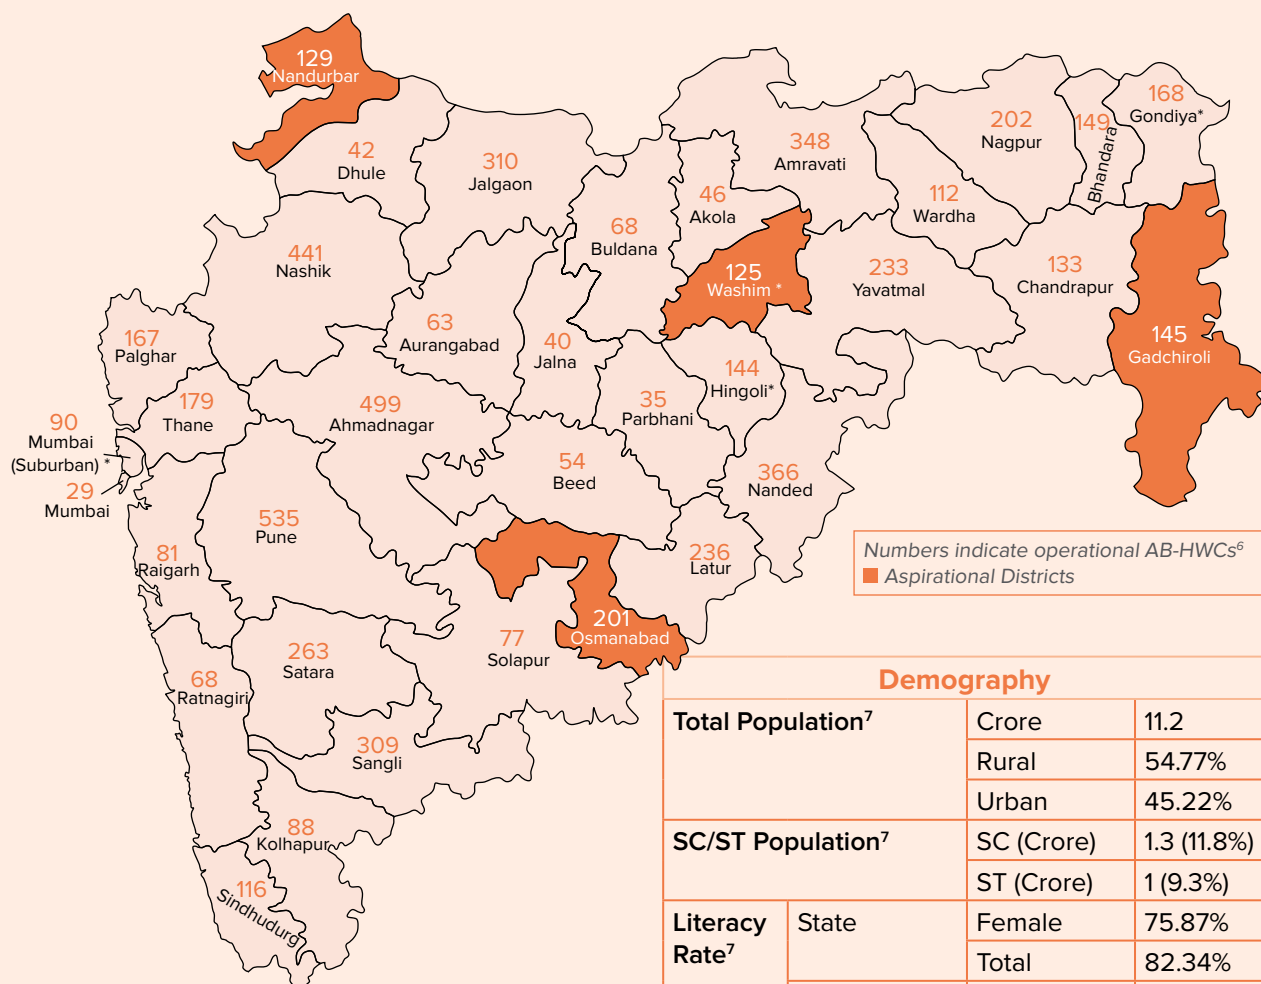 129
Nandurbar
168
Gondiya*
202
Nagpur
149
Bhandara
348
Amravati
42
Dhule
310
Jalgaon
46
Akola
112
Wardha
68
Buldana
441
Nashik
125
Washim *
233
Yavatmal
133
Chandrapur
63
Aurangabad
167
Palghar
40
Jalna
145
Gadchiroli
144
Hingoli*
35
Parbhani
179
Thane
499
Ahmadnagar
90
Mumbai
(Suburban) *
29
Mumbai
54
Beed
366
Nanded
535
Pune
81
Raigarh
236
Latur
Numbers indicate operational AB-HWCs6
Aspirational Districts
201
Osmanabad
77
Solapur
263
Satara
68
Ratnagiri
309
Sangli
88
Kolhapur
116
Sindhudurg
Demography
Total Population7 Crore 11.2
Rural 54.77%
Urban 45.22%
SC/ST Population7 SC (Crore) 1.3 (11.8%)
ST (Crore) 1 (9.3%)
Literacy Rate7 State Female 75.87%
Total 82.34%